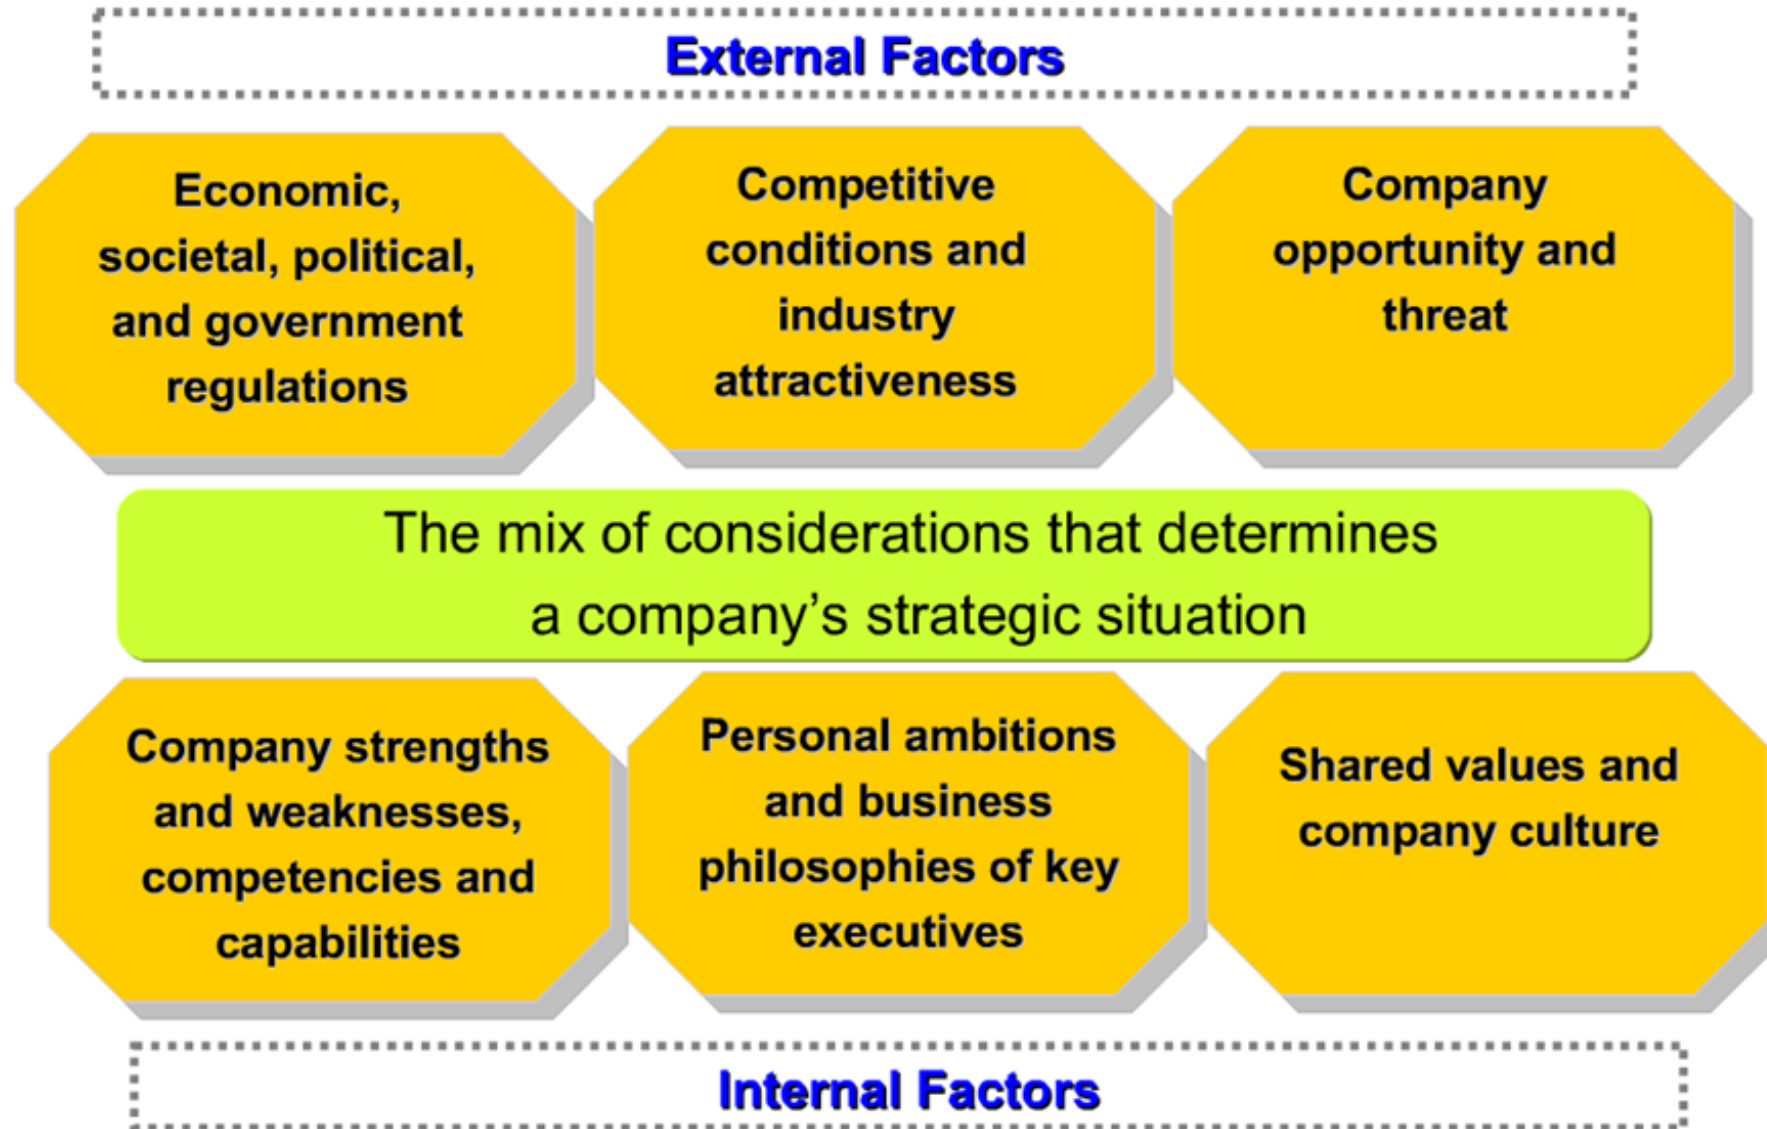 External Factors
Economic,
societal, political,
and government
regulations
Competitive
conditions and
industry
attractiveness
Company
opportunity and
threat
The mix of considerations that determines
a company’s strategic situation
Company strengths
and weaknesses,
competencies and
capabilities
Personal ambitions
and business
philosophies of key
executives
Shared values and
company culture
Internal Factors